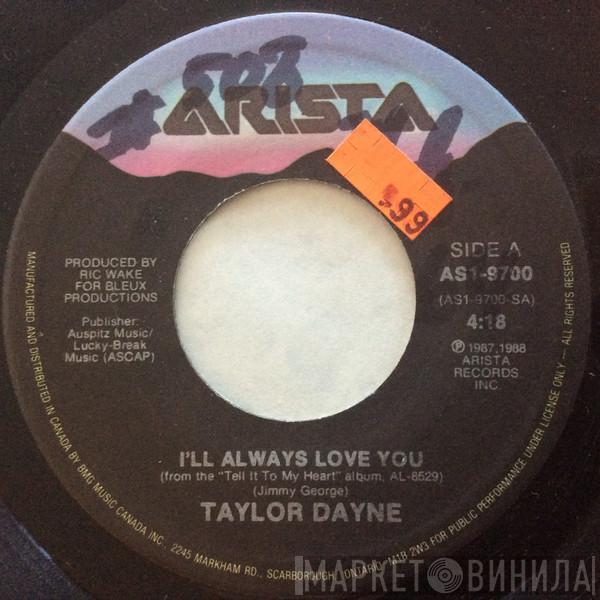 508
ARISTA
.99
SIDE A
AS1-9700
(AS1-9700-SA)
4:18
Ⓟ 1987,1988
ARISTA
RECORDS
INC.
PRODUCED BY
RIC WAKE
FOR BLEUX
PRODUCTIONS
Publisher:
Auspitz Music/
Lucky-Break
Music (ASCAP)
I'LL ALWAYS LOVE YOU
(from the "Tell It To My Heart" album, AL-8529)
(Jimmy George)
TAYLOR DAYNE
MANUFACTURED AND DISTRIBUTED IN CANADA BY BMG MUSIC CANADA INC., 2245 MARKHAM RD., SCARBOROUGH, ONTARIO M1B 2W3 FOR PUBLIC PERFORMANCE UNDER LICENSE ONLY — ALL RIGHTS RESERVED
МАРКЕТ ВИНИЛА